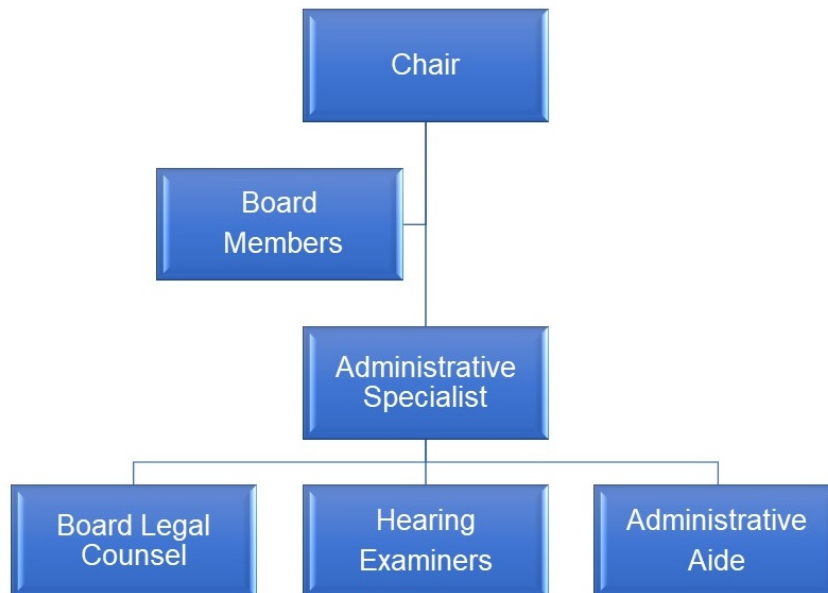 Chair
Board
Members
Administrative
Specialist
Board Legal
Counsel
Hearing
Examiners
Administrative
Aide